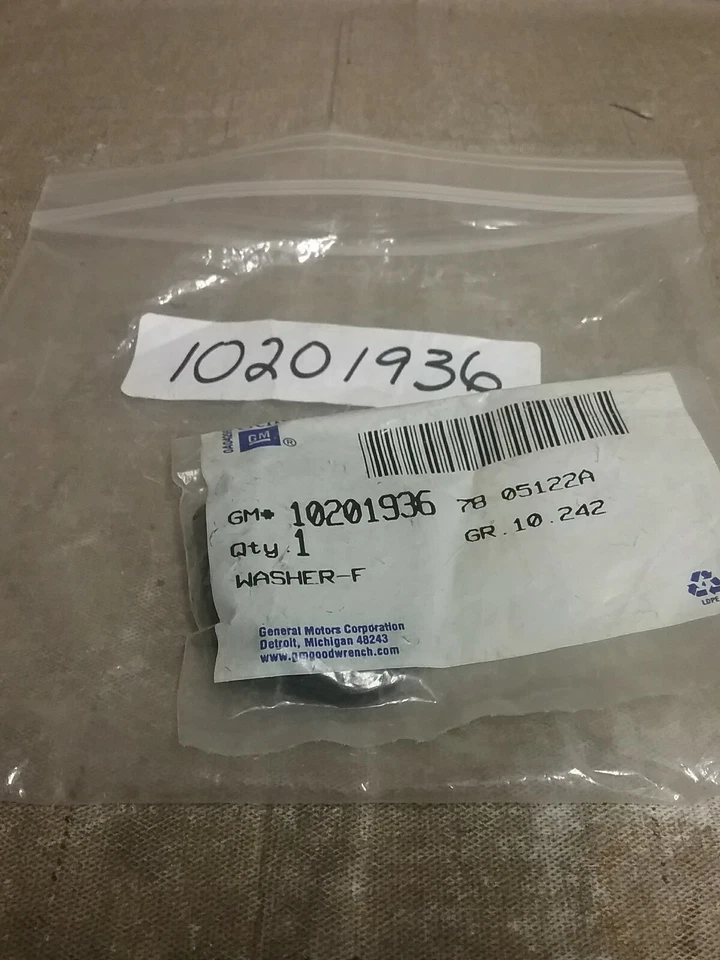 10201936
GM ®
GM* 10201936 78 05122A
Qty 1 GR.10.242
WASHER-F
General Motors Corporation
Detroit, Michigan 48243
www.gmgoodwrench.com
4
LDPE